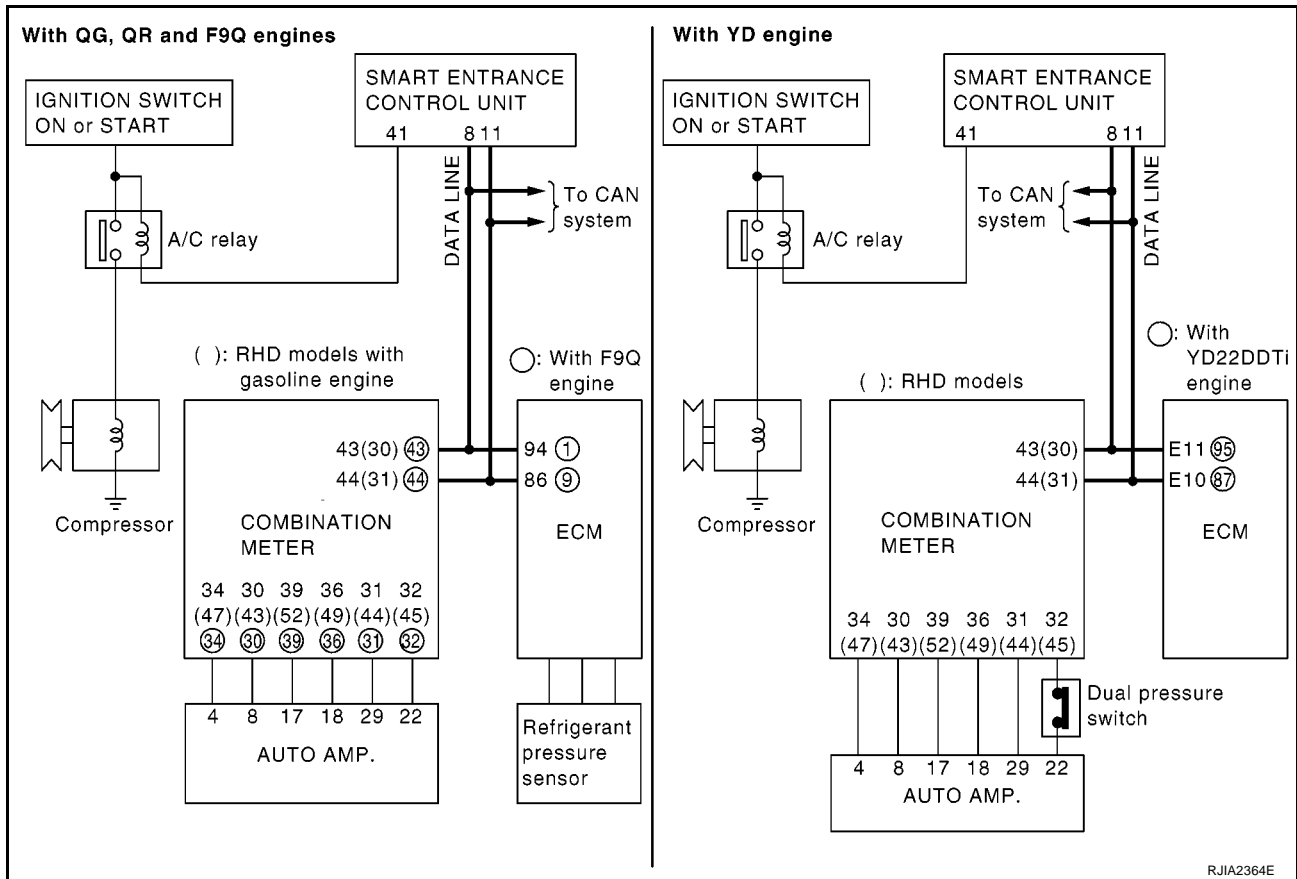 With QG, QR and F9Q engines
IGNITION SWITCH
ON or START
SMART ENTRANCE
CONTROL UNIT
41 8 11
DATA LINE
To CAN
system
A/C relay
( ): RHD models with
gasoline engine
◯: With F9Q
engine
Compressor
43(30) ㊸
44(31) ㊹
94 ①
86 ⑨
COMBINATION
METER
ECM
34 30 39 36 31 32
(47)(43)(52)(49)(44)(45)
㉞ ㉚ ㊴ ㊱ ㉛ ㉜
4 8 17 18 29 22
AUTO AMP.
Refrigerant
pressure
sensor
With YD engine
IGNITION SWITCH
ON or START
SMART ENTRANCE
CONTROL UNIT
41 8 11
DATA LINE
To CAN
system
A/C relay
( ): RHD models
◯: With
YD22DDTi
engine
Compressor
43(30)
44(31)
E11 (95)
E10 (87)
COMBINATION
METER
ECM
34 30 39 36 31 32
(47)(43)(52)(49)(44)(45)
Dual pressure
switch
4 8 17 18 29 22
AUTO AMP.
RJIA2364E